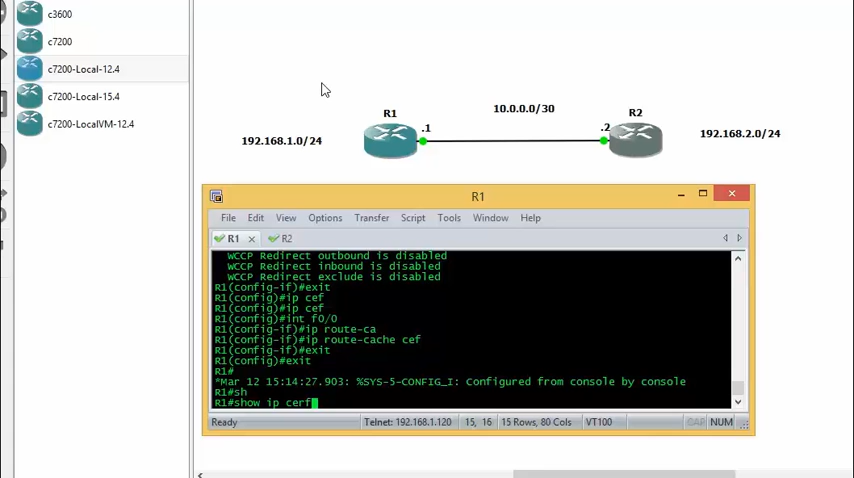 c3600
c7200
c7200-Local-12.4
c7200-Local-15.4
c7200-LocalVM-12.4
R1
10.0.0.0/30
R2
.1
.2
192.168.1.0/24
192.168.2.0/24
R1
File Edit View Options Transfer Script Tools Window Help
R1 R2
WCCP Redirect outbound is disabled
WCCP Redirect inbound is disabled
WCCP Redirect exclude is disabled
R1(config-if)#exit
R1(config)#ip cef
R1(config)#ip cef
R1(config)#int f0/0
R1(config-if)#ip route-ca
R1(config-if)#ip route-cache cef
R1(config-if)#exit
R1(config)#exit
R1#
*Mar 12 15:14:27.903: %SYS-5-CONFIG_I: Configured from console by console
R1#sh
R1#show ip cerf
Ready Telnet: 192.168.1.120 15, 16 15 Rows, 80 Cols VT100 CAP NUM